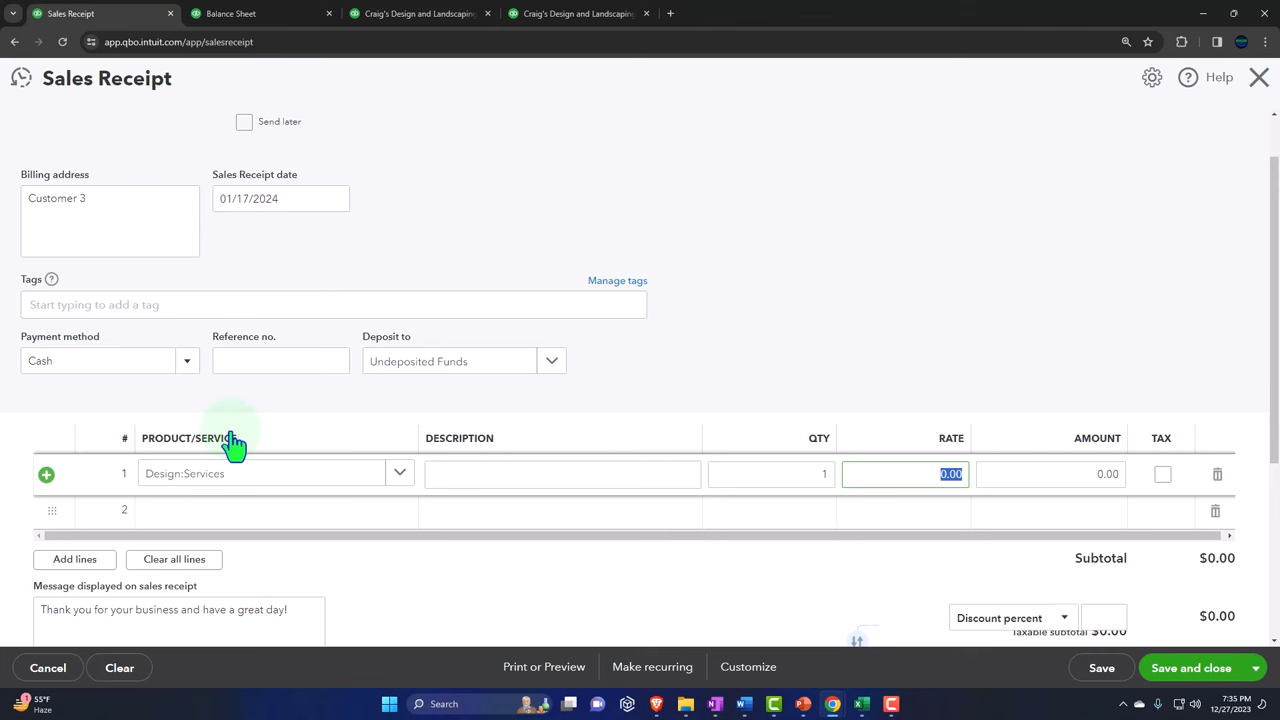 Sales Receipt
Balance Sheet
Craig's Design and Landscaping
Craig's Design and Landscaping
app.qbo.intuit.com/app/salesreceipt
Sales Receipt
Help
Send later
Billing address
Sales Receipt date
Customer 3
01/17/2024
Tags
Manage tags
Start typing to add a tag
Payment method
Reference no.
Deposit to
Cash
Undeposited Funds
# PRODUCT/SERVICE DESCRIPTION QTY RATE AMOUNT TAX
1 Design:Services 1 0.00 0.00
2
Add lines
Clear all lines
Subtotal $0.00
Message displayed on sales receipt
Thank you for your business and have a great day!
Discount percent
$0.00
Taxable subtotal $0.00
Cancel
Clear
Print or Preview
Make recurring
Customize
Save
Save and close
1
55°F
Haze
Search
7:35 PM
12/27/2023